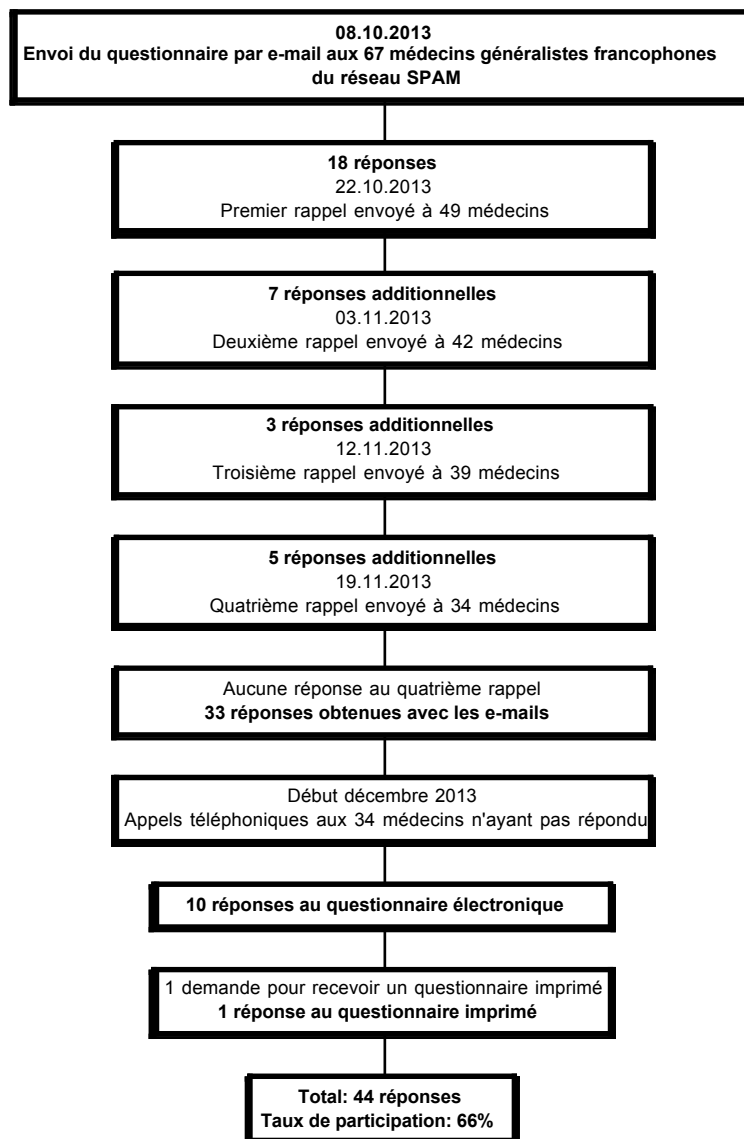 08.10.2013
Envoi du questionnaire par e-mail aux 67 médecins généralistes francophones
du réseau SPAM
18 réponses
22.10.2013
Premier rappel envoyé à 49 médecins
7 réponses additionnelles
03.11.2013
Deuxième rappel envoyé à 42 médecins
3 réponses additionnelles
12.11.2013
Troisième rappel envoyé à 39 médecins
5 réponses additionnelles
19.11.2013
Quatrième rappel envoyé à 34 médecins
Aucune réponse au quatrième rappel
33 réponses obtenues avec les e-mails
Début décembre 2013
Appels téléphoniques aux 34 médecins n'ayant pas répondu
10 réponses au questionnaire électronique
1 demande pour recevoir un questionnaire imprimé
1 réponse au questionnaire imprimé
Total: 44 réponses
Taux de participation: 66%